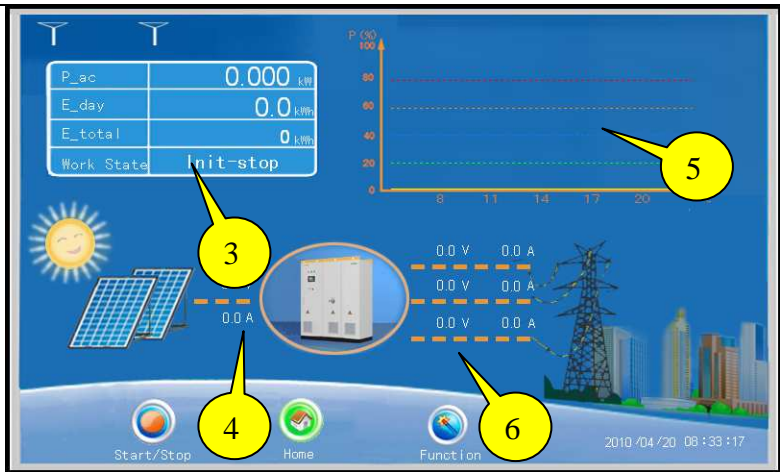 P (%)
100
80
60
40
20
0
8 11 14 17 20
P_ac 0.000 kW
E_day 0.0 kWh
E_total 0 kWh
Work State Init-stop
3
5
0.0 V 0.0 A
0.0 V 0.0 A
0.0 V 0.0 A
0.0 A
4
6
Start/Stop
Home
Function
2010/04/20 08:33:17